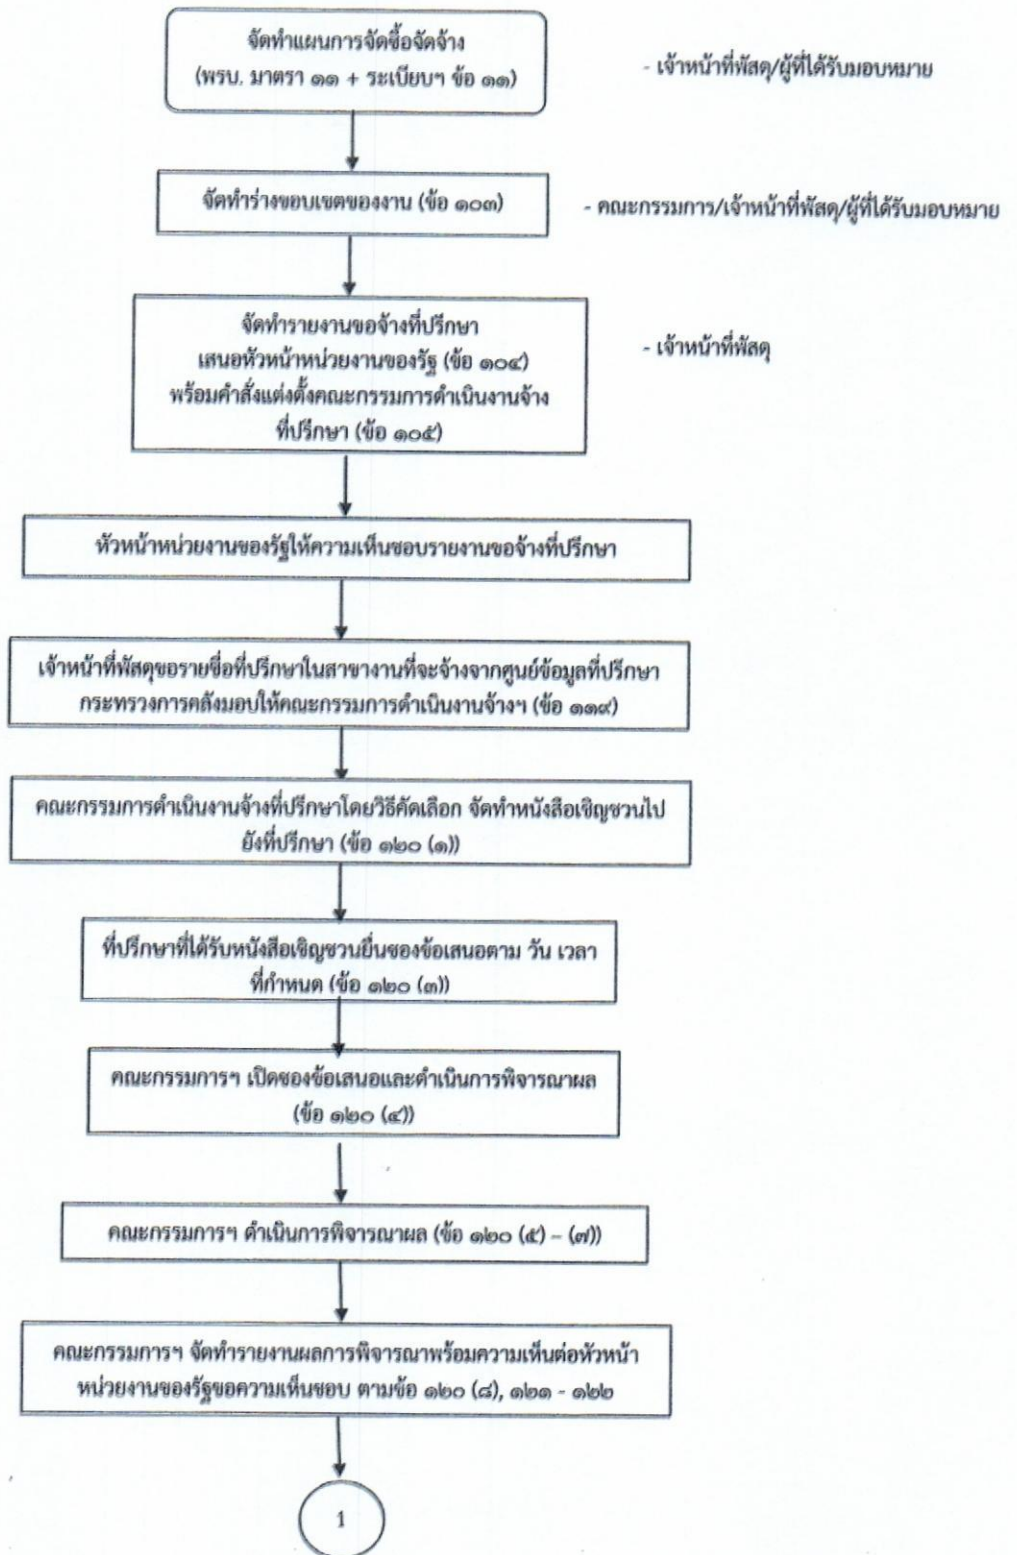 จัดทำแผนการจัดซื้อจัดจ้าง
(พรบ. มาตรา ๑๑ + ระเบียบฯ ข้อ ๑๑)
- เจ้าหน้าที่พัสดุ/ผู้ที่ได้รับมอบหมาย
จัดทำร่างขอบเขตของงาน (ข้อ ๑๐๓)
- คณะกรรมการ/เจ้าหน้าที่พัสดุ/ผู้ที่ได้รับมอบหมาย
จัดทำรายงานขอจ้างที่ปรึกษา
เสนอหัวหน้าหน่วยงานของรัฐ (ข้อ ๑๐๔)
พร้อมคำสั่งแต่งตั้งคณะกรรมการดำเนินงานจ้าง
ที่ปรึกษา (ข้อ ๑๐๕)
- เจ้าหน้าที่พัสดุ
หัวหน้าหน่วยงานของรัฐให้ความเห็นชอบรายงานขอจ้างที่ปรึกษา
เจ้าหน้าที่พัสดุขอรายชื่อที่ปรึกษาในสาขางานที่จะจ้างจากศูนย์ข้อมูลที่ปรึกษา
กระทรวงการคลังมอบให้คณะกรรมการดำเนินงานจ้างฯ (ข้อ ๑๑๙)
คณะกรรมการดำเนินงานจ้างที่ปรึกษาโดยวิธีคัดเลือก จัดทำหนังสือเชิญชวนไป
ยังที่ปรึกษา (ข้อ ๑๒๐ (๑))
ที่ปรึกษาที่ได้รับหนังสือเชิญชวนยื่นซองข้อเสนอตาม วัน เวลา
ที่กำหนด (ข้อ ๑๒๐ (๓))
คณะกรรมการฯ เปิดซองข้อเสนอและดำเนินการพิจารณาผล
(ข้อ ๑๒๐ (๔))
คณะกรรมการฯ ดำเนินการพิจารณาผล (ข้อ ๑๒๐ (๕) – (๗))
คณะกรรมการฯ จัดทำรายงานผลการพิจารณาพร้อมความเห็นต่อหัวหน้า
หน่วยงานของรัฐขอความเห็นชอบ ตามข้อ ๑๒๐ (๘), ๑๒๑ - ๑๒๒
1